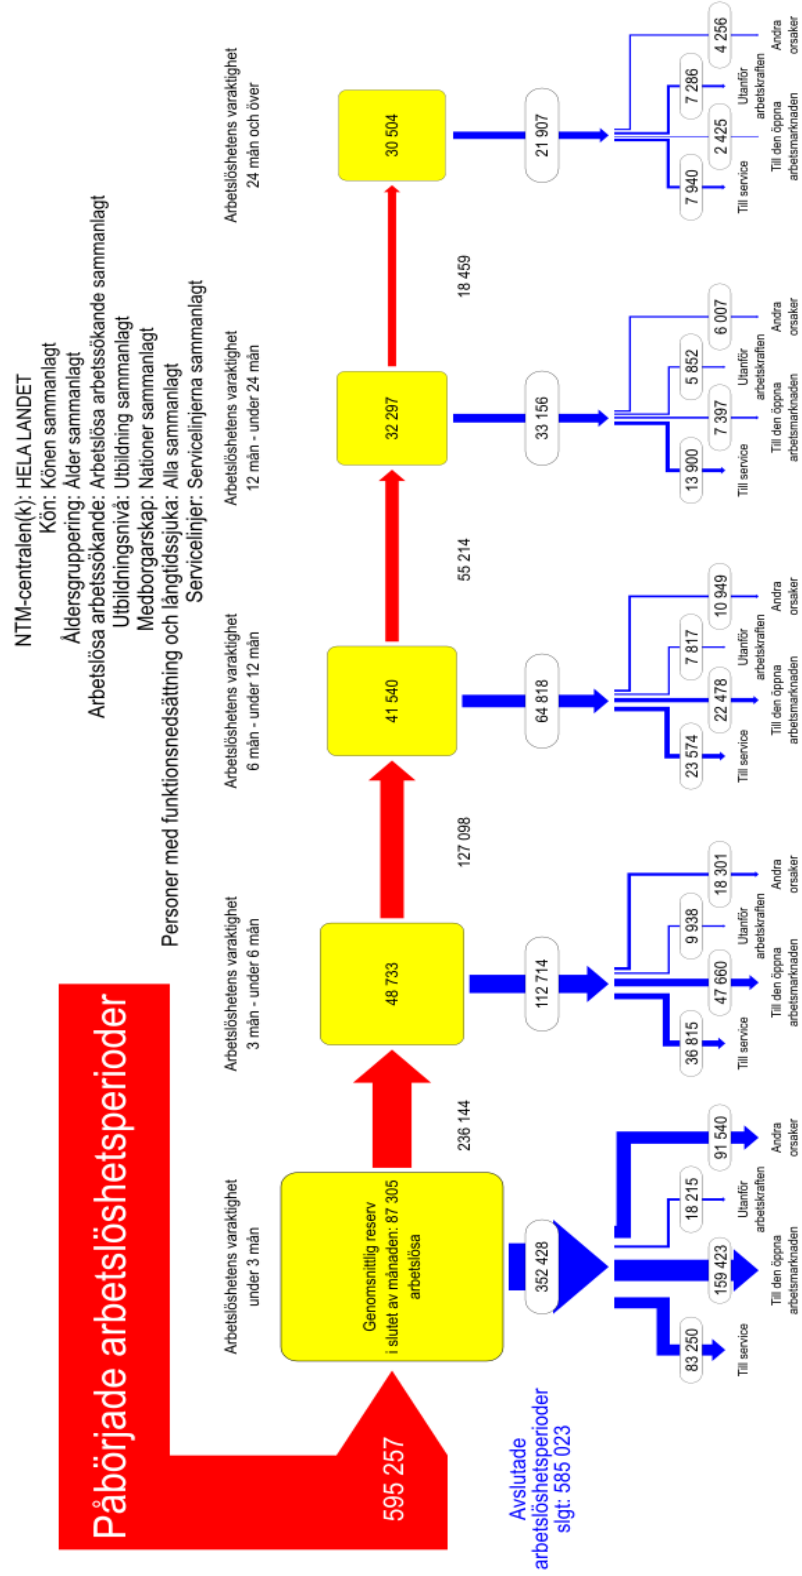 NTM-centralen(k): HELA LANDET
Kön: Könen sammanlagt
Åldersgruppering: Ålder sammanlagt
Arbetslösa arbetssökande: Arbetslösa arbetssökande sammanlagt
Utbildningsnivå: Utbildning sammanlagt
Medborgarskap: Nationer sammanlagt
Personer med funktionsnedsättning och långtidssjuka: Alla sammanlagt
Servicelinjer: Servicelinjerna sammanlagt
Påbörjade arbetslöshetsperioder
595 257
Arbetslöshetens varaktighet
under 3 mån
Genomsnittlig reserv
i slutet av månaden: 87 305
arbetslösa
236 144
Arbetslöshetens varaktighet
3 mån - under 6 mån
48 733
127 098
Arbetslöshetens varaktighet
6 mån - under 12 mån
41 540
55 214
Arbetslöshetens varaktighet
12 mån - under 24 mån
32 297
18 459
Arbetslöshetens varaktighet
24 mån och över
30 504
Avslutade
arbetslöshetsperioder
slgt: 585 023
352 428
83 250
159 423
18 215
91 540
Till service
Till den öppna
arbetsmarknaden
Utanför
arbetskraften
Andra
orsaker
112 714
36 815
47 660
9 938
18 301
Till service
Till den öppna
arbetsmarknaden
Utanför
arbetskraften
Andra
orsaker
64 818
23 574
22 478
7 817
10 949
Till service
Till den öppna
arbetsmarknaden
Utanför
arbetskraften
Andra
orsaker
33 156
13 900
7 397
5 852
6 007
Till service
Till den öppna
arbetsmarknaden
Utanför
arbetskraften
Andra
orsaker
21 907
7 940
2 425
7 286
4 256
Till service
Till den öppna
arbetsmarknaden
Utanför
arbetskraften
Andra
orsaker